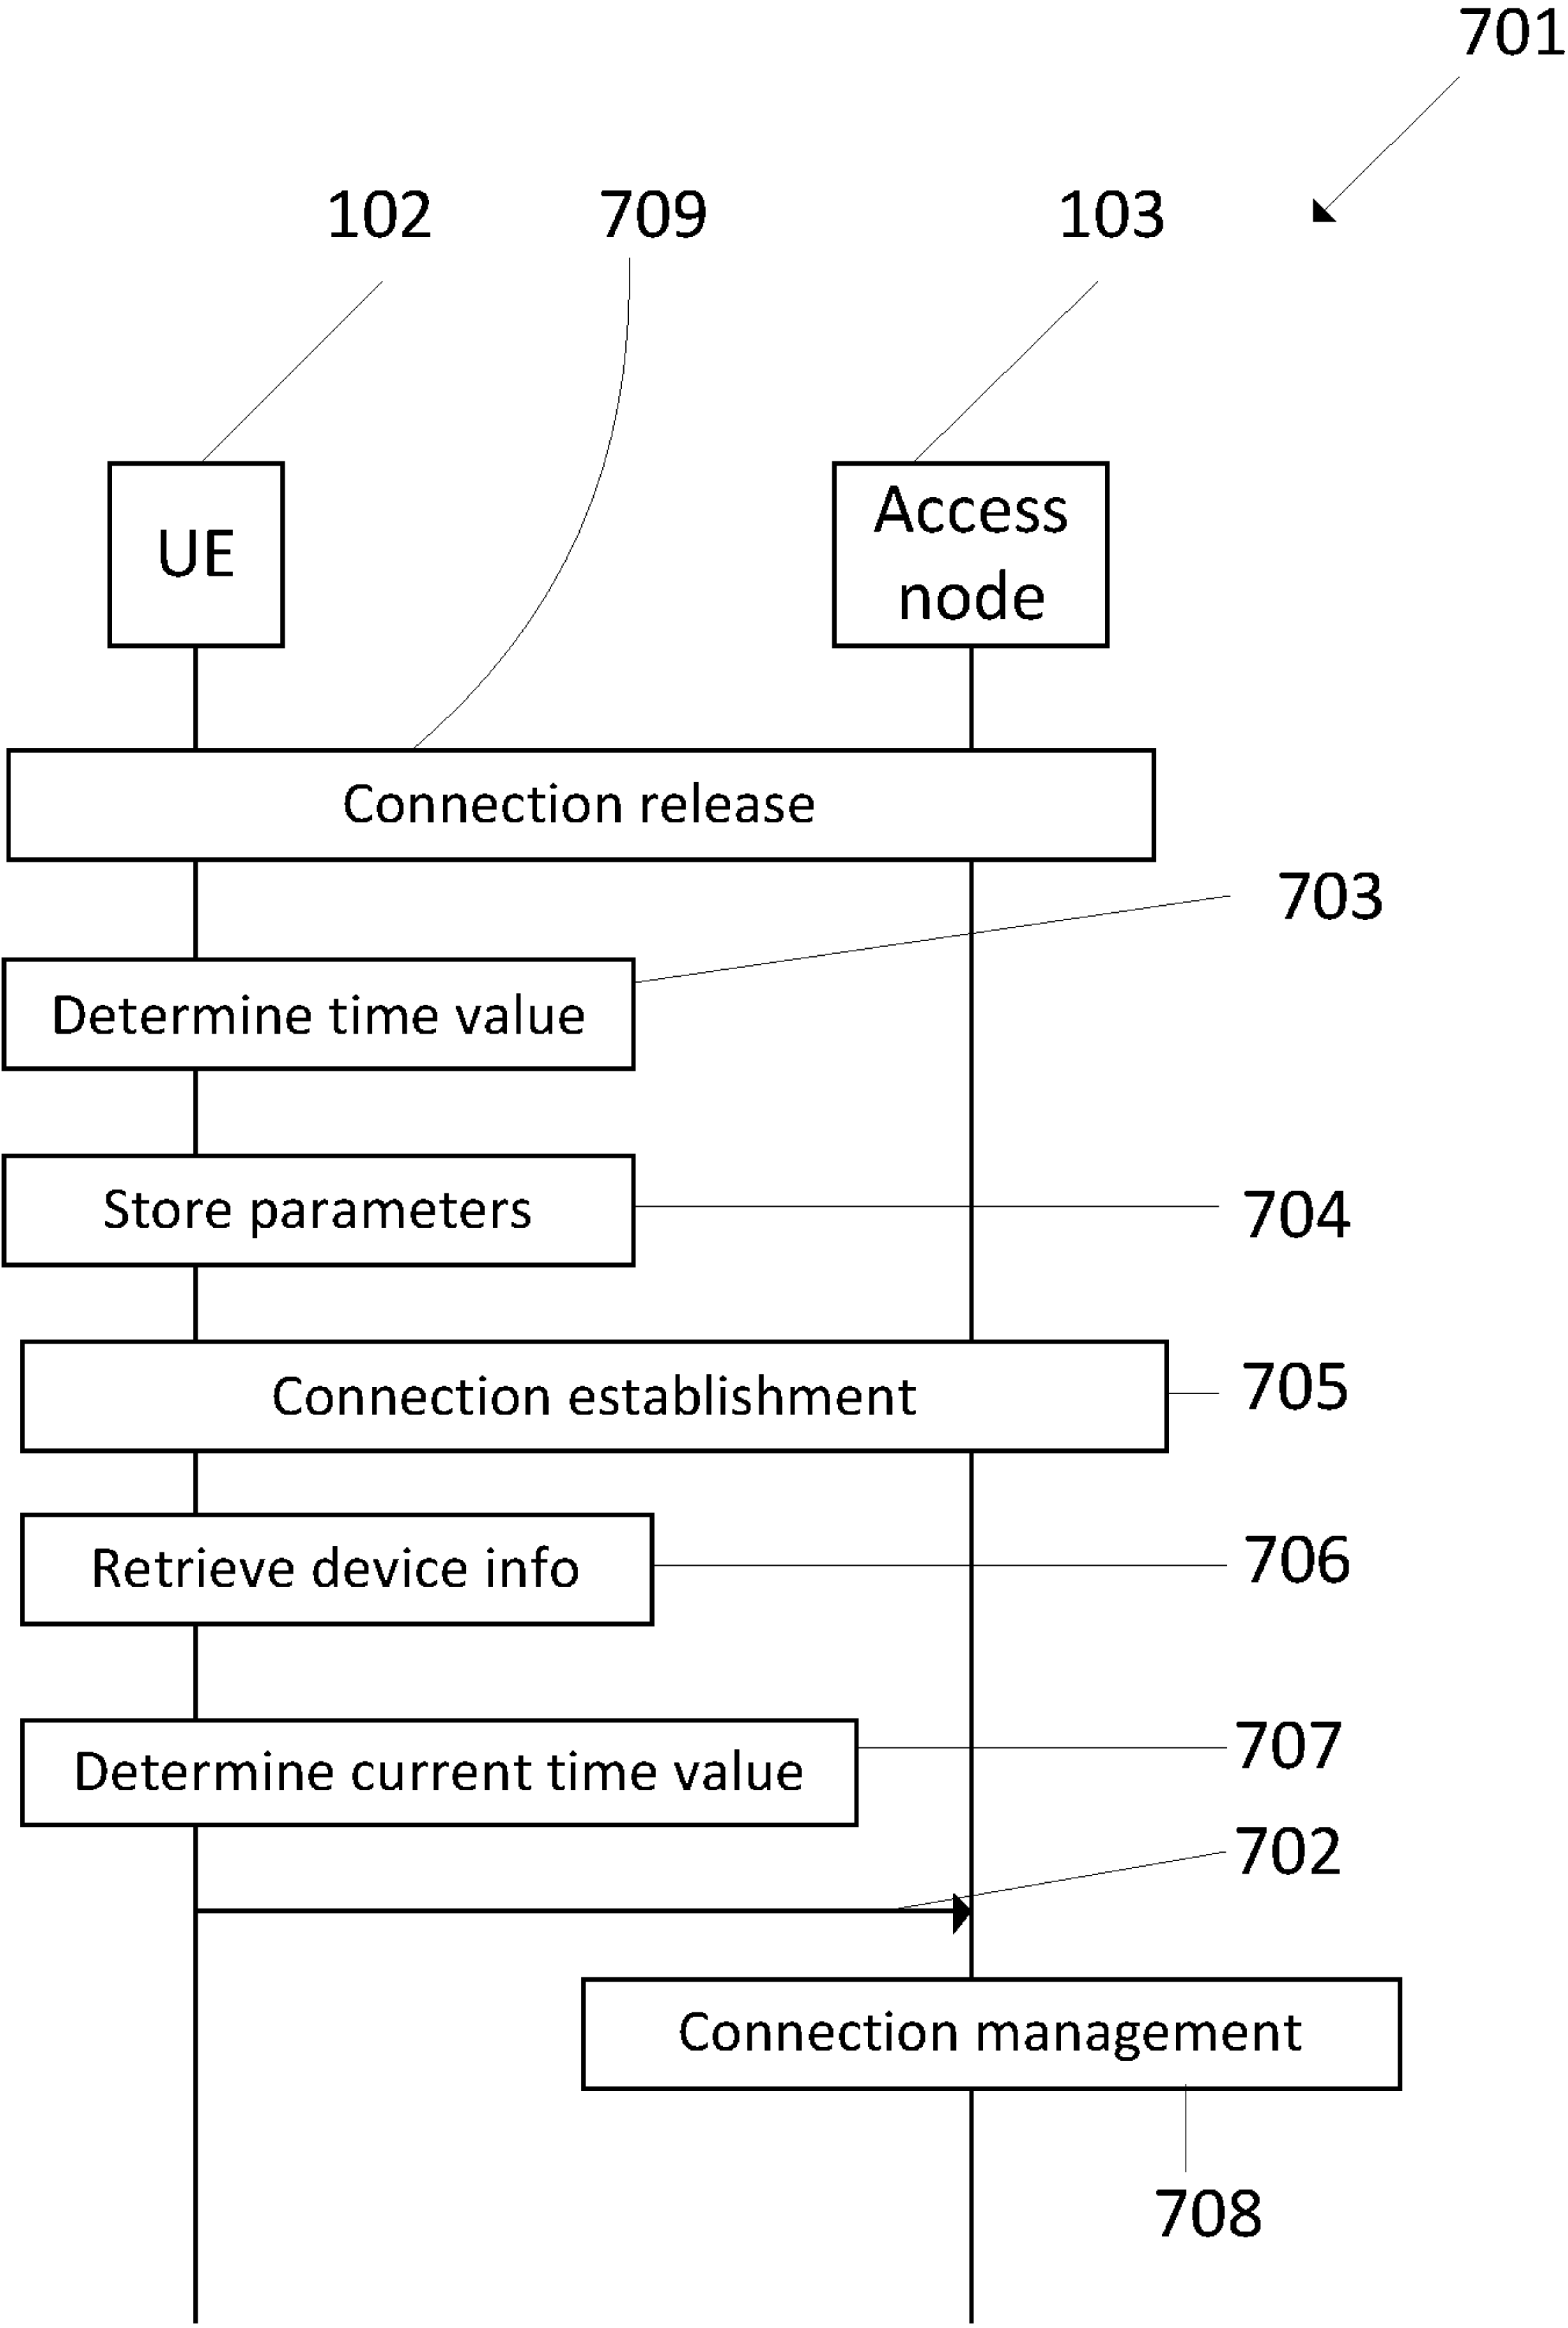 701
102 709 103
UE
Access
node
Connection release
703
Determine time value
Store parameters 704
Connection establishment 705
Retrieve device info 706
Determine current time value 707
702
Connection management
708